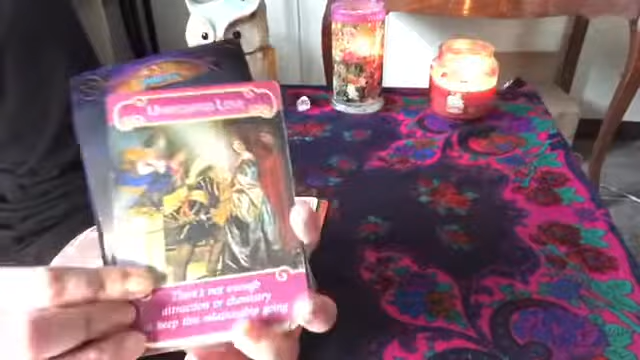 Unrequited Love
There's not enough
attraction or chemistry
keep this relationship going